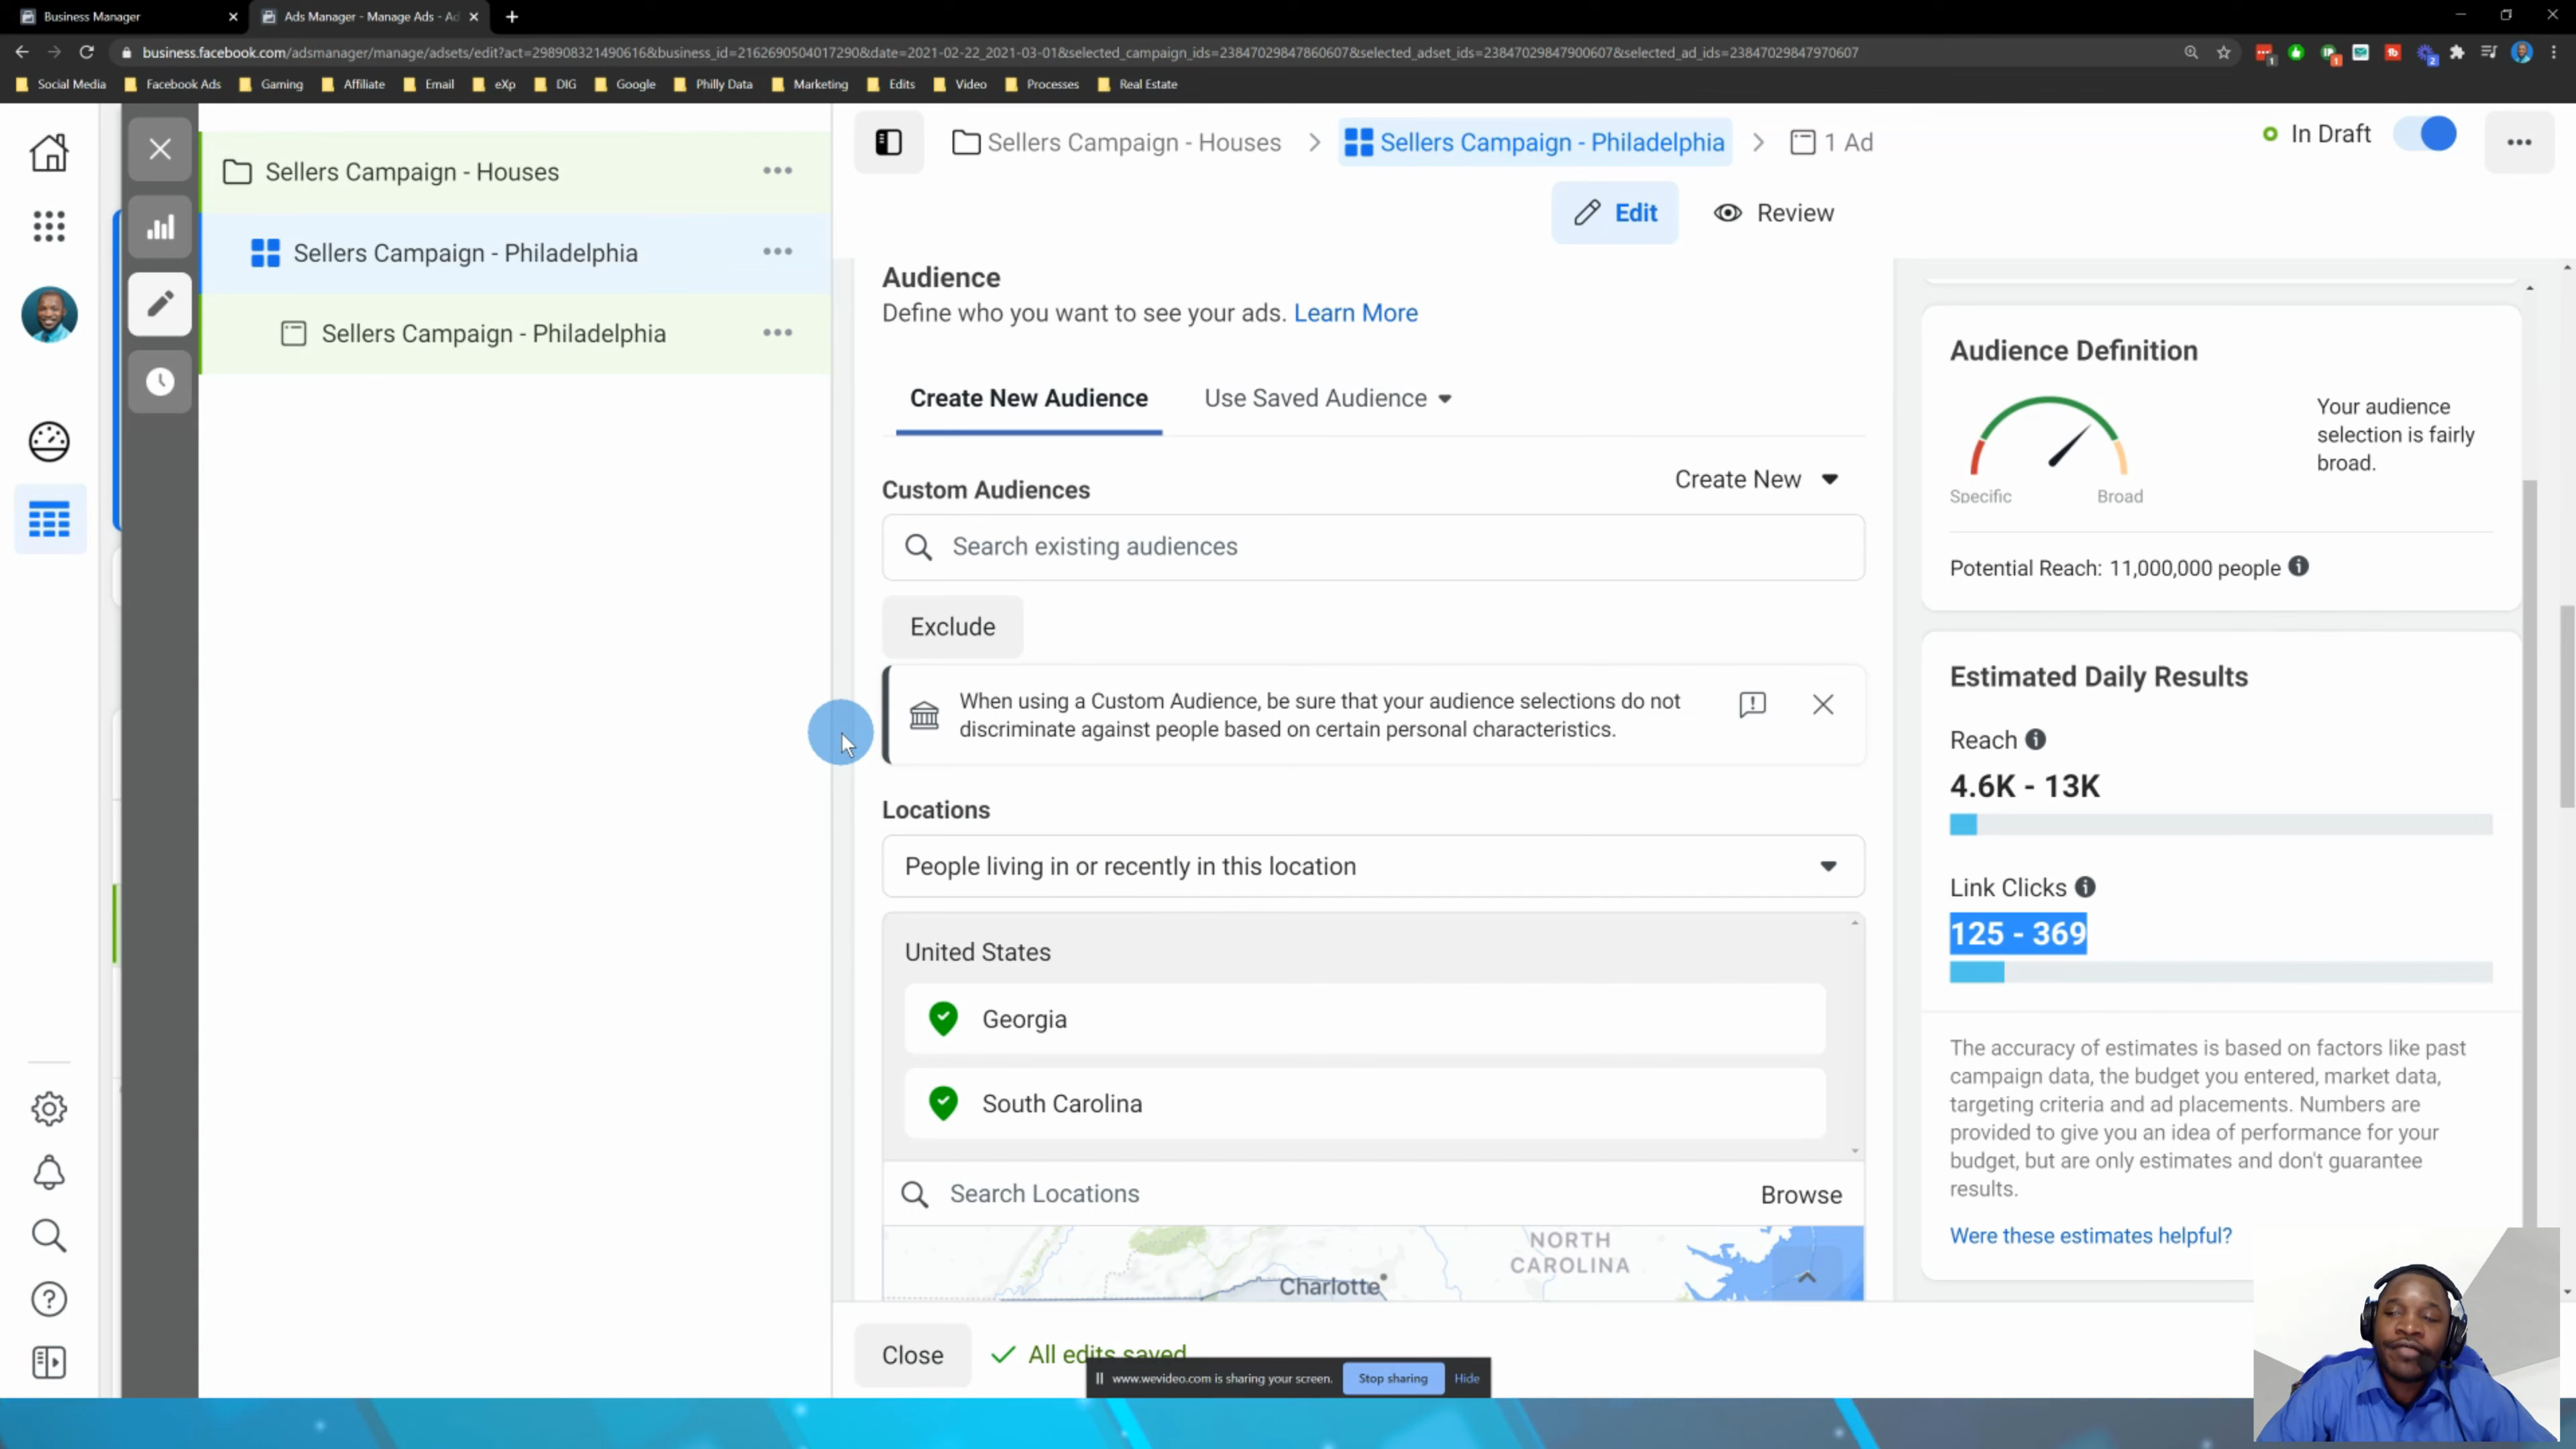 Business Manager
Ads Manager - Manage Ads - Ad
business.facebook.com/adsmanager/manage/adsets/edit?act=298908321490616&business_id=2162690504017290&date=2021-02-22_2021-03-01&selected_campaign_ids=23847029847860607&selected_adset_ids=23847029847900607&selected_ad_ids=23847029847970607
Social Media
Facebook Ads
Gaming
Affiliate
Email
eXp
DIG
Google
Philly Data
Marketing
Edits
Video
Processes
Real Estate
Sellers Campaign - Houses
Sellers Campaign - Philadelphia
Sellers Campaign - Philadelphia
Sellers Campaign - Houses
Sellers Campaign - Philadelphia
1 Ad
In Draft
Edit
Review
Audience
Define who you want to see your ads. Learn More
Create New Audience
Use Saved Audience
Custom Audiences
Create New
Search existing audiences
Exclude
When using a Custom Audience, be sure that your audience selections do not
discriminate against people based on certain personal characteristics.
Locations
People living in or recently in this location
United States
Georgia
South Carolina
Search Locations
Browse
NORTH
CAROLINA
Charlotte
Close
All edits saved
www.wevideo.com is sharing your screen.
Stop sharing
Hide
Audience Definition
Your audience
selection is fairly
broad.
Specific
Broad
Potential Reach: 11,000,000 people
Estimated Daily Results
Reach
4.6K - 13K
Link Clicks
125 - 369
The accuracy of estimates is based on factors like past
campaign data, the budget you entered, market data,
targeting criteria and ad placements. Numbers are
provided to give you an idea of performance for your
budget, but are only estimates and don't guarantee
results.
Were these estimates helpful?